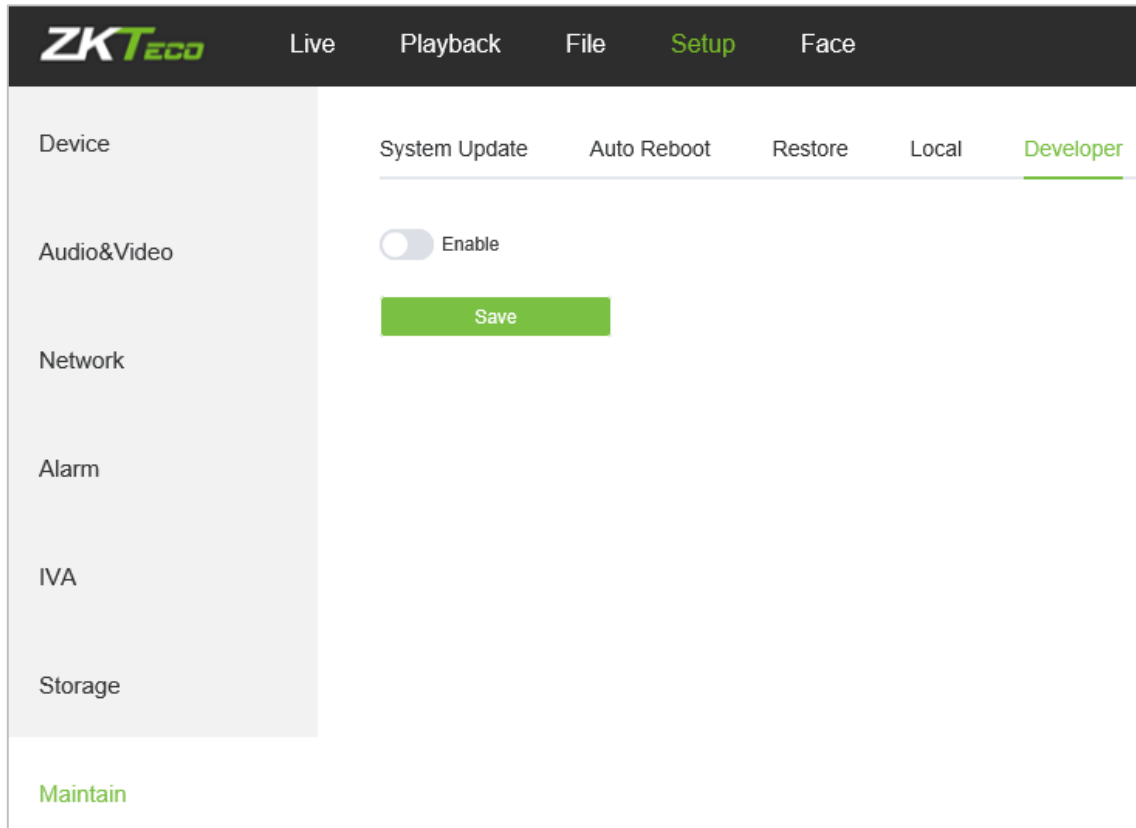 ZKTECO Live Playback File Setup Face
Device
System Update Auto Reboot Restore Local Developer
Audio&Video
Enable
Save
Network
Alarm
IVA
Storage
Maintain